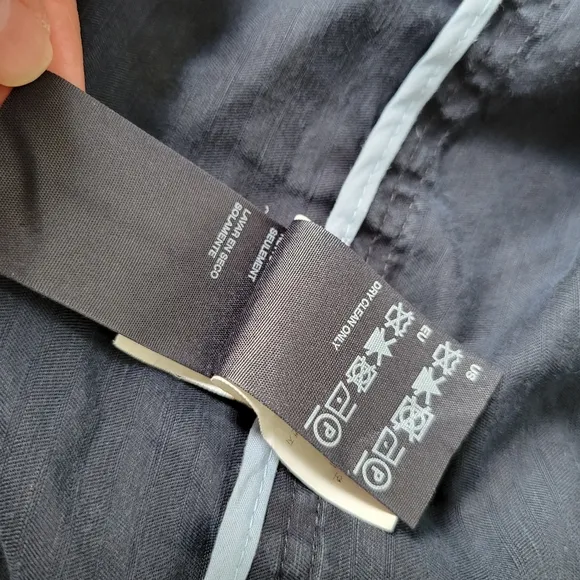 LAVAR EN SECO
SOLAMENTE
SEULEMENT
DRY CLEAN ONLY
EU
US
P
P